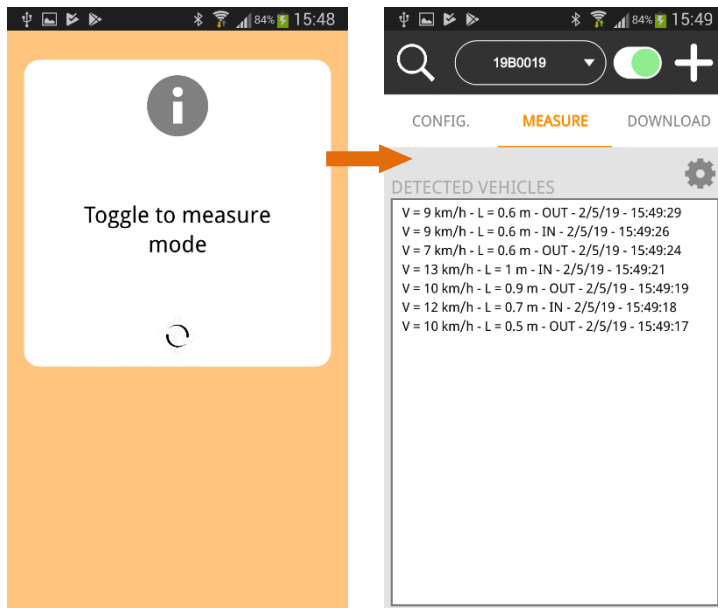 84% 15:48
Toggle to measure
mode
84% 15:49
19B0019
CONFIG. MEASURE DOWNLOAD
DETECTED VEHICLES
V = 9 km/h - L = 0.6 m - OUT - 2/5/19 - 15:49:29
V = 9 km/h - L = 0.6 m - IN - 2/5/19 - 15:49:26
V = 7 km/h - L = 0.6 m - OUT - 2/5/19 - 15:49:24
V = 13 km/h - L = 1 m - IN - 2/5/19 - 15:49:21
V = 10 km/h - L = 0.9 m - OUT - 2/5/19 - 15:49:19
V = 12 km/h - L = 0.7 m - IN - 2/5/19 - 15:49:18
V = 10 km/h - L = 0.5 m - OUT - 2/5/19 - 15:49:17